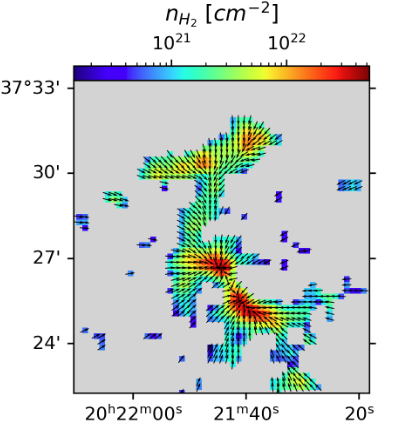 n_{H_2} [cm^{-2}]
10^{21} 10^{22}
37°33'
30'
27'
24'
20^h22^m00^s 21^m40^s 20^s